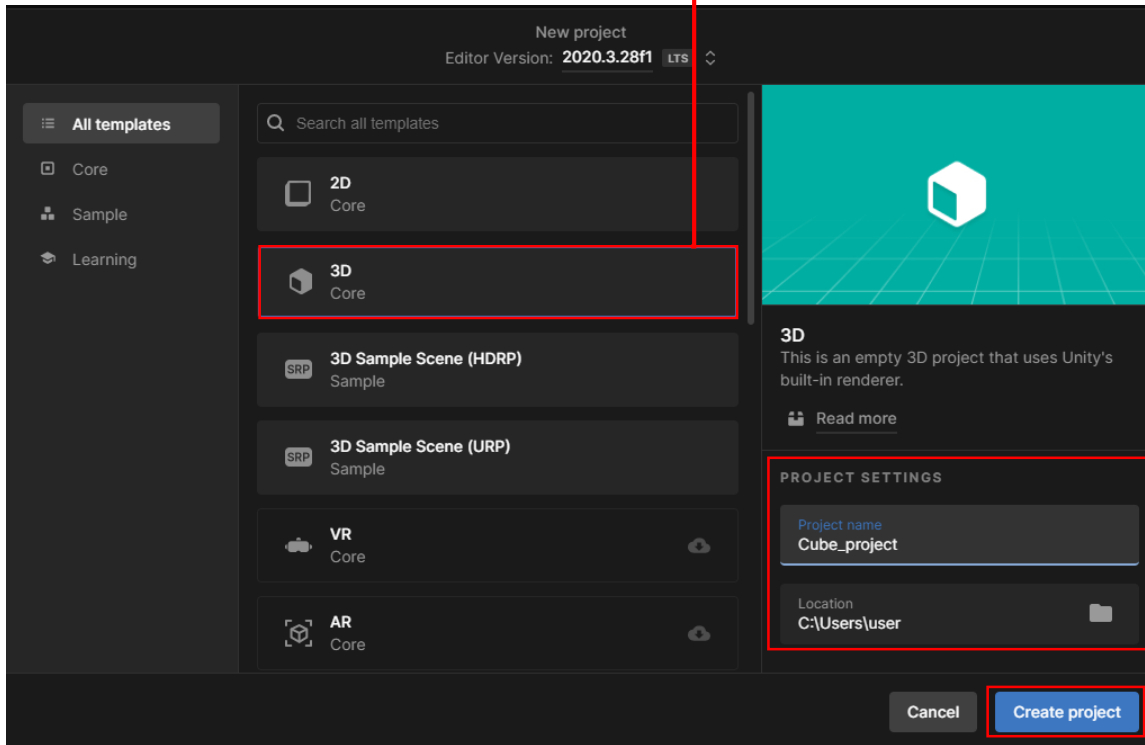 New project
Editor Version: 2020.3.28f1 LTS
All templates
Core
Sample
Learning
Search all templates
2D
Core
3D
Core
SRP
3D Sample Scene (HDRP)
Sample
SRP
3D Sample Scene (URP)
Sample
VR
Core
AR
Core
3D
This is an empty 3D project that uses Unity's
built-in renderer.
Read more
PROJECT SETTINGS
Project name
Cube_project
Location
C:\Users\user
Cancel
Create project